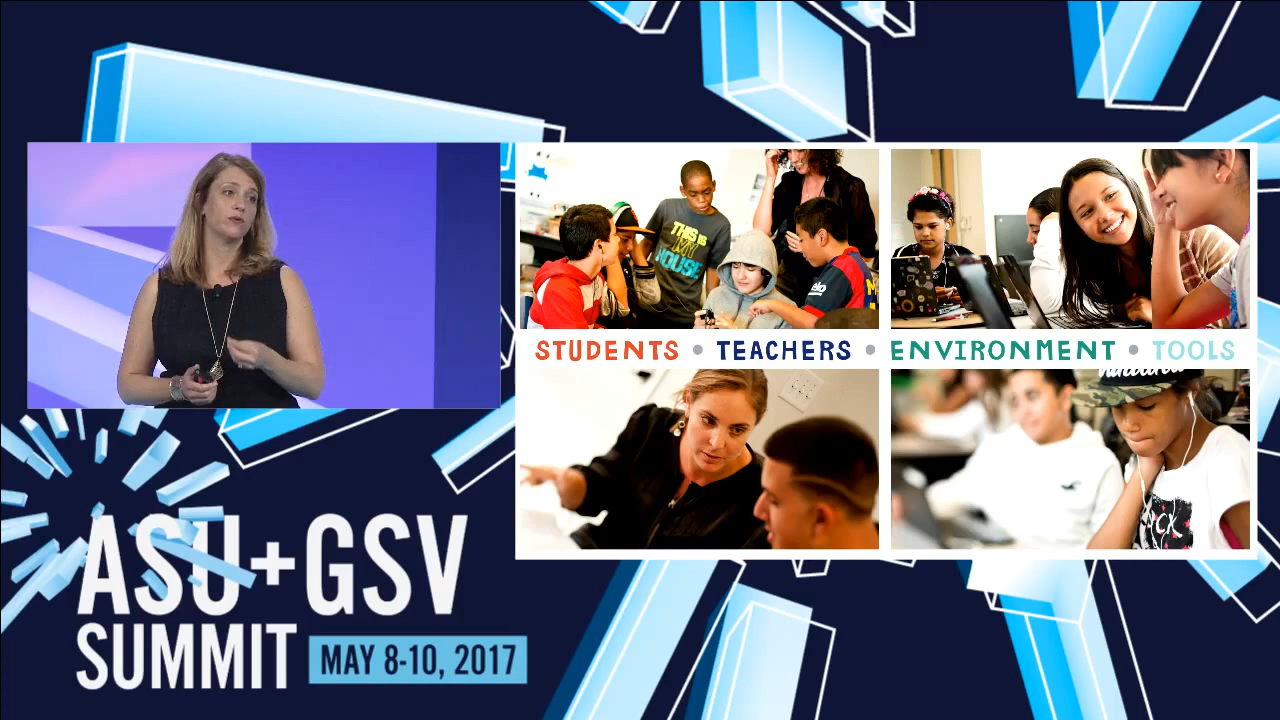 THIS IS
MY
HOUSE
STUDENTS • TEACHERS • ENVIRONMENT • TOOLS
ASU+GSV
SUMMIT
MAY 8-10, 2017